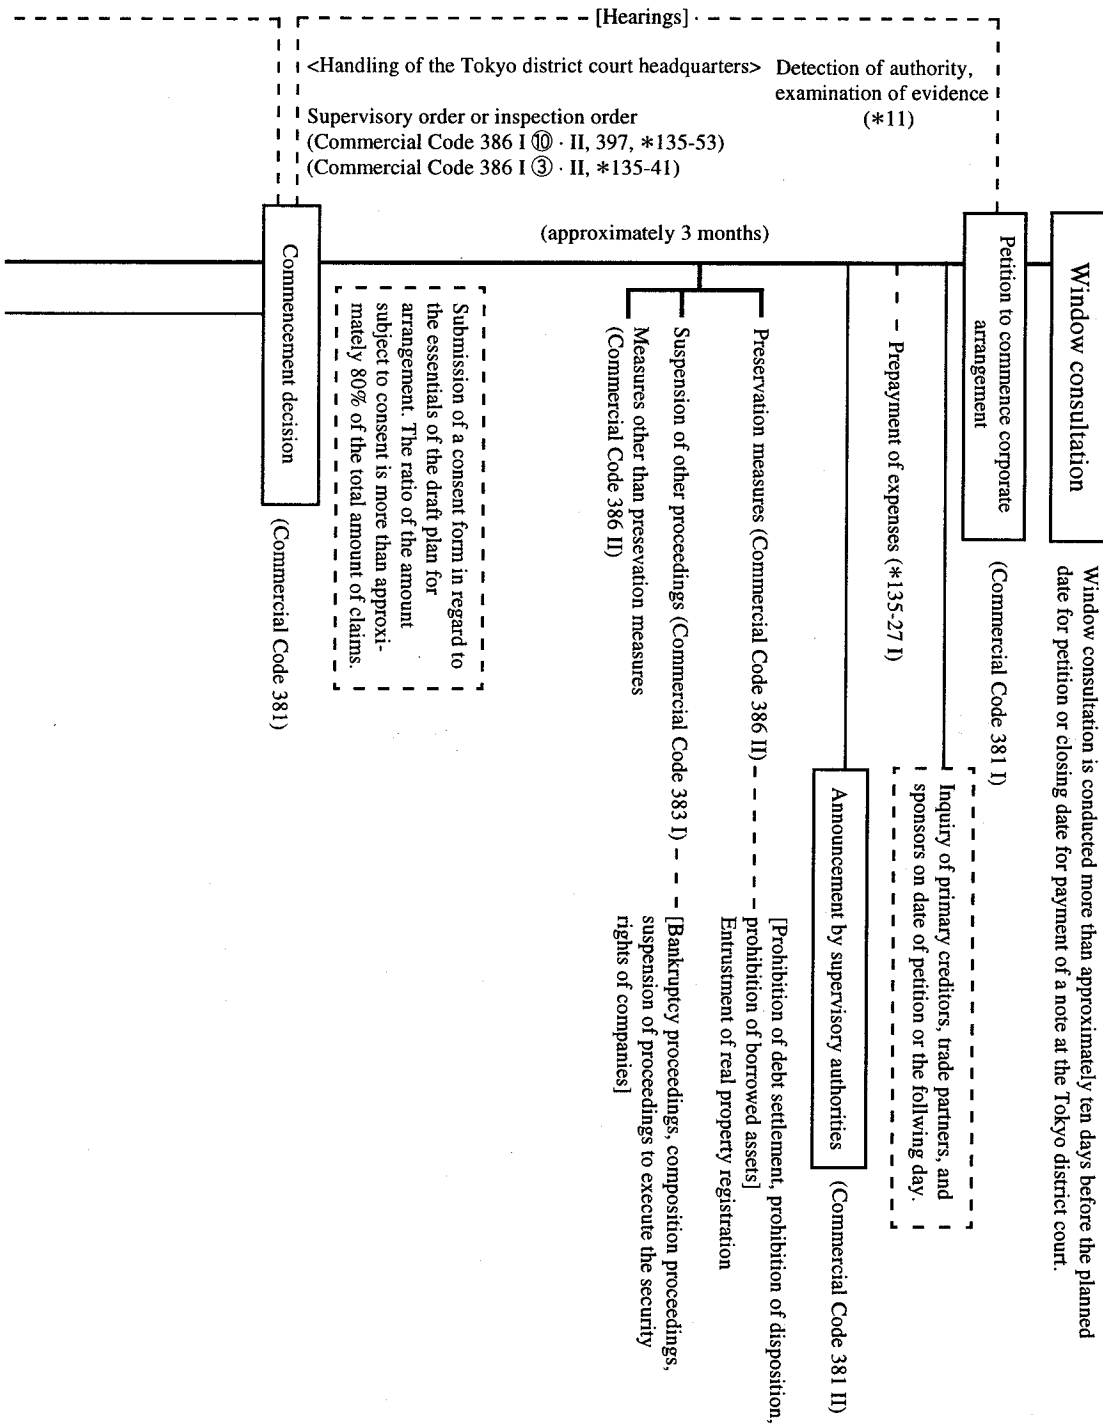 [Hearings]
<Handling of the Tokyo district court headquarters>
Detection of authority,
examination of evidence
(*11)
Supervisory order or inspection order
(Commercial Code 386 I ⑩ · II, 397, *135-53)
(Commercial Code 386 I ③ · II, *135-41)
(approximately 3 months)
Window consultation
Window consultation is conducted more than approximately ten days before the planned
date for petition or closing date for payment of a note at the Tokyo district court.
Petition to commence corporate
arrangement
(Commercial Code 381 I)
Inquiry of primary creditors, trade partners, and
sponsors on date of petition or the fillwing day.
Prepayment of expenses (*135-27 I)
Announcement by supervisory authorities
(Commercial Code 381 II)
Preservation measures (Commercial Code 386 II)
[Prohibition of debt settlement, prohibition of disposition,
prohibition of borrowed assets]
Entrustment of real property registration
Suspension of other proceedings (Commercial Code 383 I)
[Bankruptcy proceedings, composition proceedings,
suspension of proceedings to execute the security
rights of companies]
Measures other than presevation measures
(Commercial Code 386 II)
Submission of a consent form in regard to
the essentials of the draft plan for
arrangement. The ratio of the amount
subject to consent is more than approxi-
mately 80% of the total amount of claims.
Commencement decision
(Commercial Code 381)